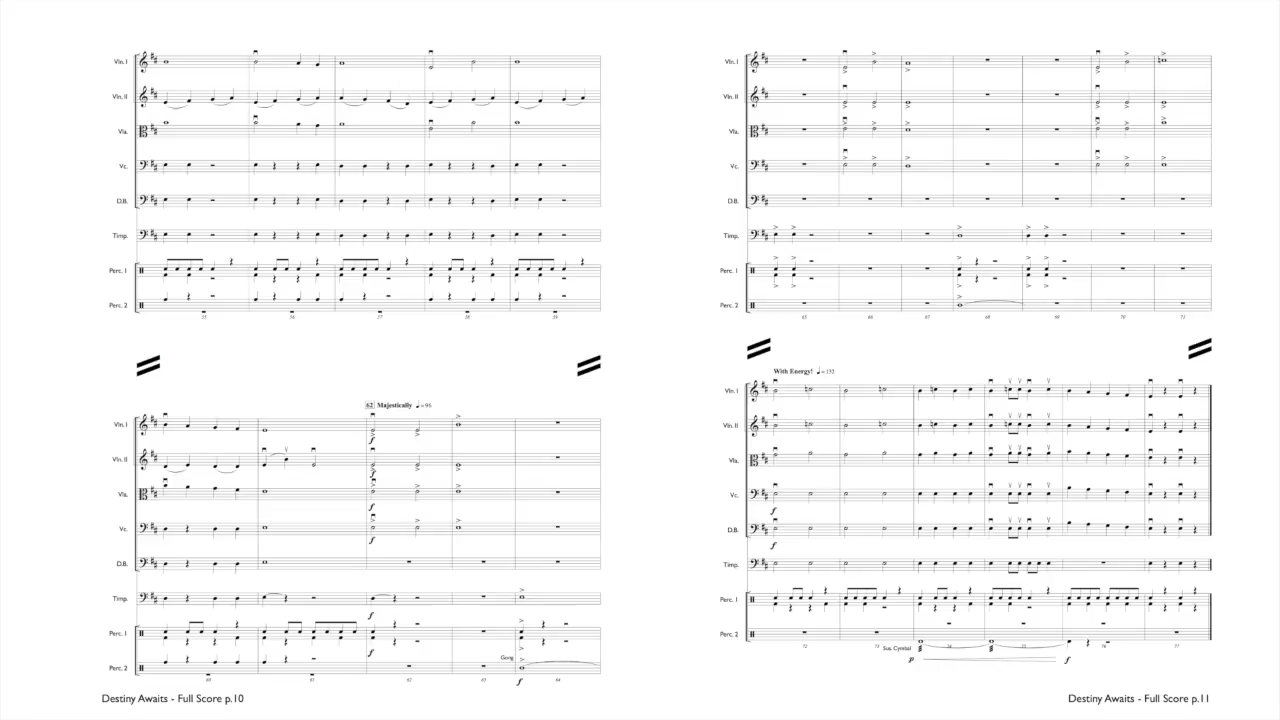 Vln. I
Vln. II
Vla.
Vc.
D.B.
Timp.
Perc. 1
Perc. 2
55 56 57 58 59
62 Majestically ♩= 96
Vln. I
Vln. II
Vla.
Vc.
D.B.
Timp.
Perc. 1
Gong
Perc. 2
f
60 61 62 63 64
Destiny Awaits - Full Score p.10
Vln. I
Vln. II
Vla.
Vc.
D.B.
Timp.
Perc. 1
Perc. 2
65 66 67 68 69 70 71
With Energy! ♩= 132
Vln. I
Vln. II
Vla.
Vc.
f
D.B.
f
Timp.
Perc. 1
Perc. 2
72 73 74 75 76 77
Sus. Cymbal p f
Destiny Awaits - Full Score p.11